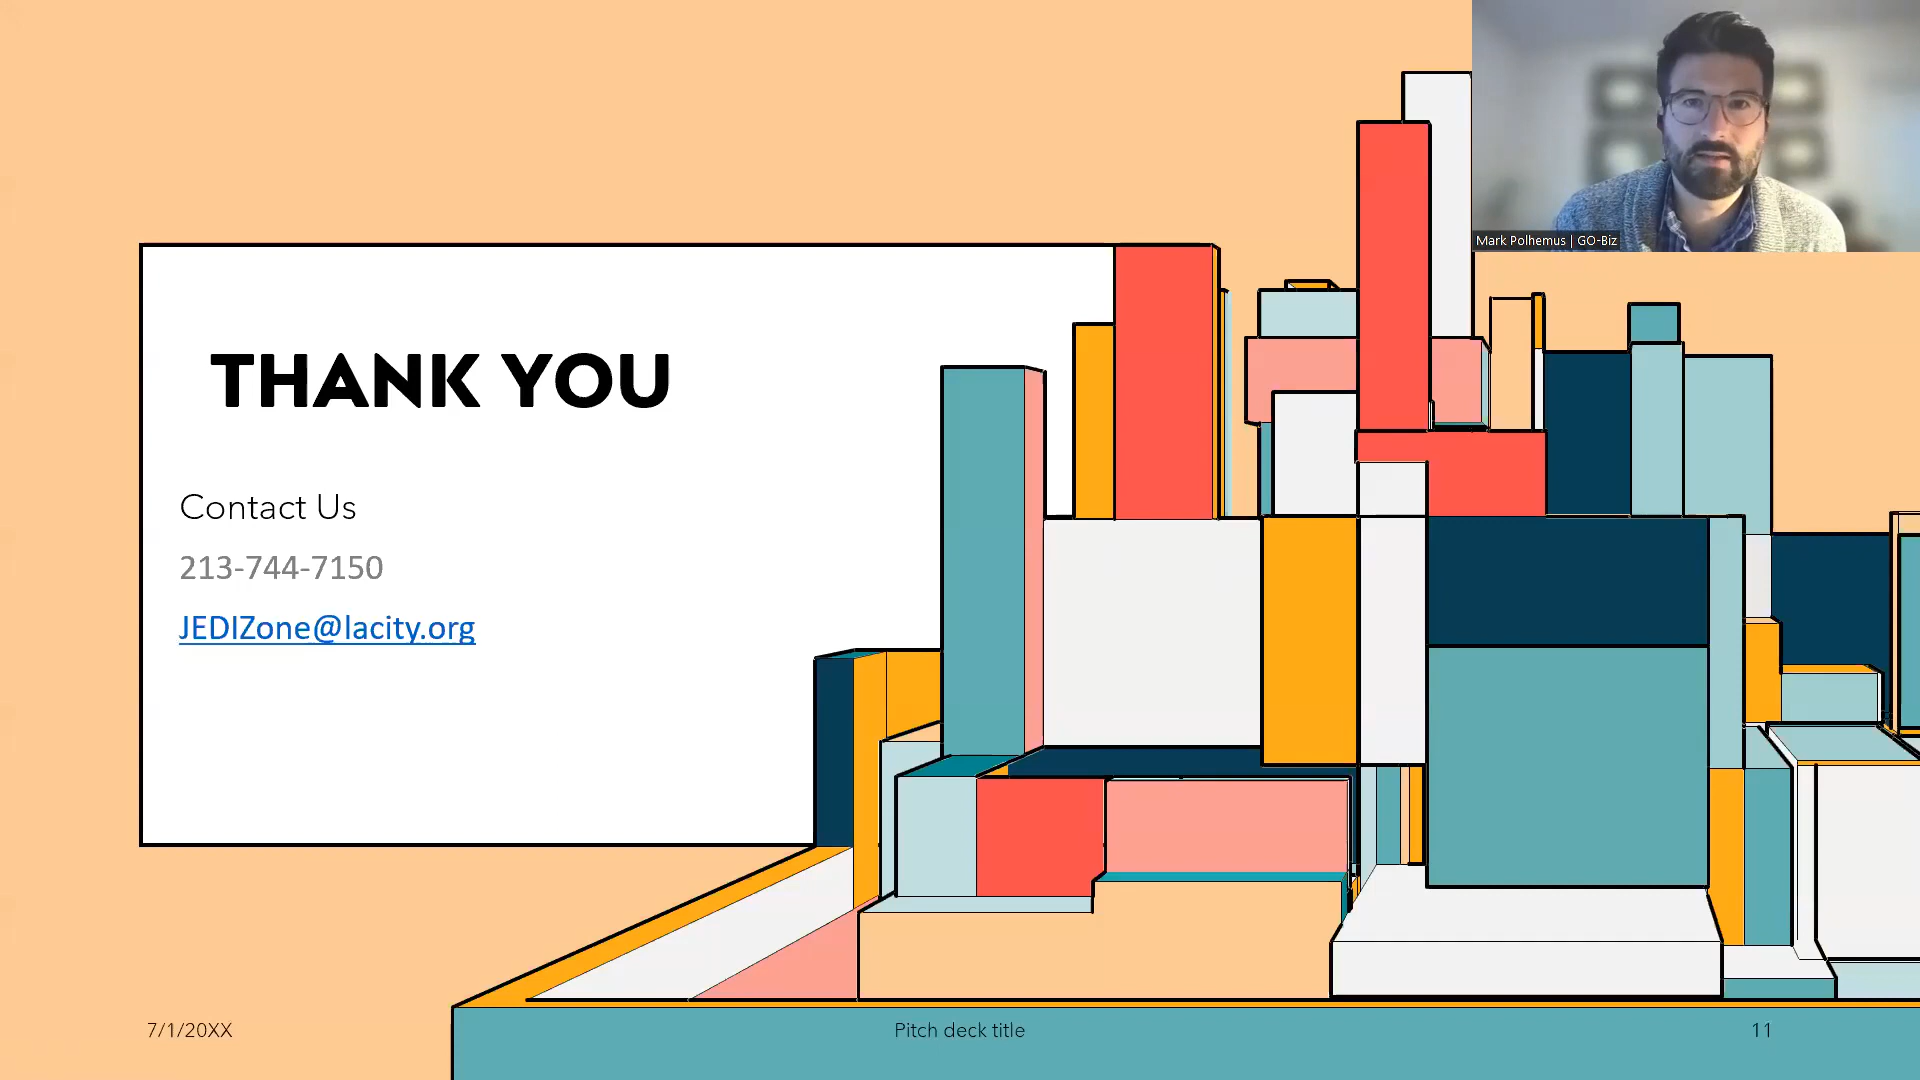 Mark Polhemus | GO-Biz
THANK YOU
Contact Us
213-744-7150
JEDIZone@lacity.org
7/1/20XX
Pitch deck title
11